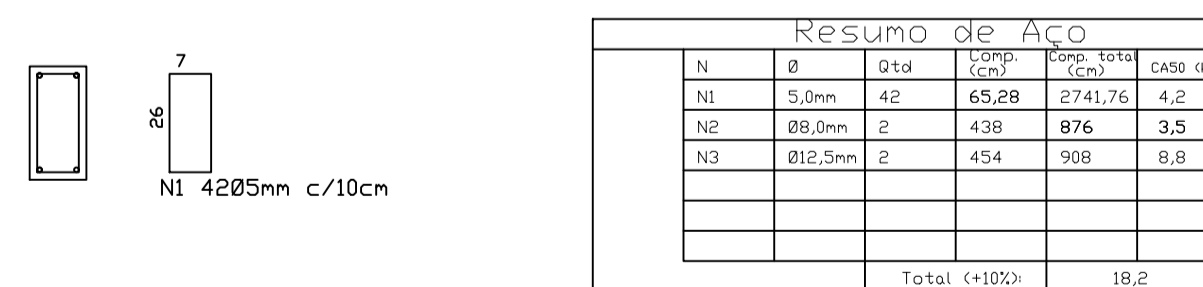 7
26
N1 42Ø5mm c/10cm
Resumo de Aço
N Ø Qtd Comp. (cm) Comp. total (cm) CA50 (
N1 5,0mm 42 65,28 2741,76 4,2
N2 Ø8,0mm 2 438 876 3,5
N3 Ø12,5mm 2 454 908 8,8
Total (+10%): 18,2